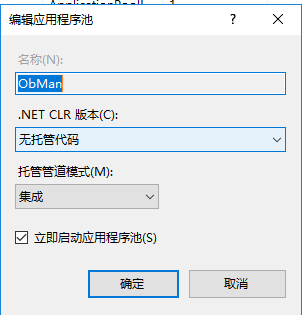 编辑应用程序池
?
×
名称(N):
ObMan
.NET CLR 版本(C):
无托管代码
托管管道模式(M):
集成
立即启动应用程序池(S)
确定
取消